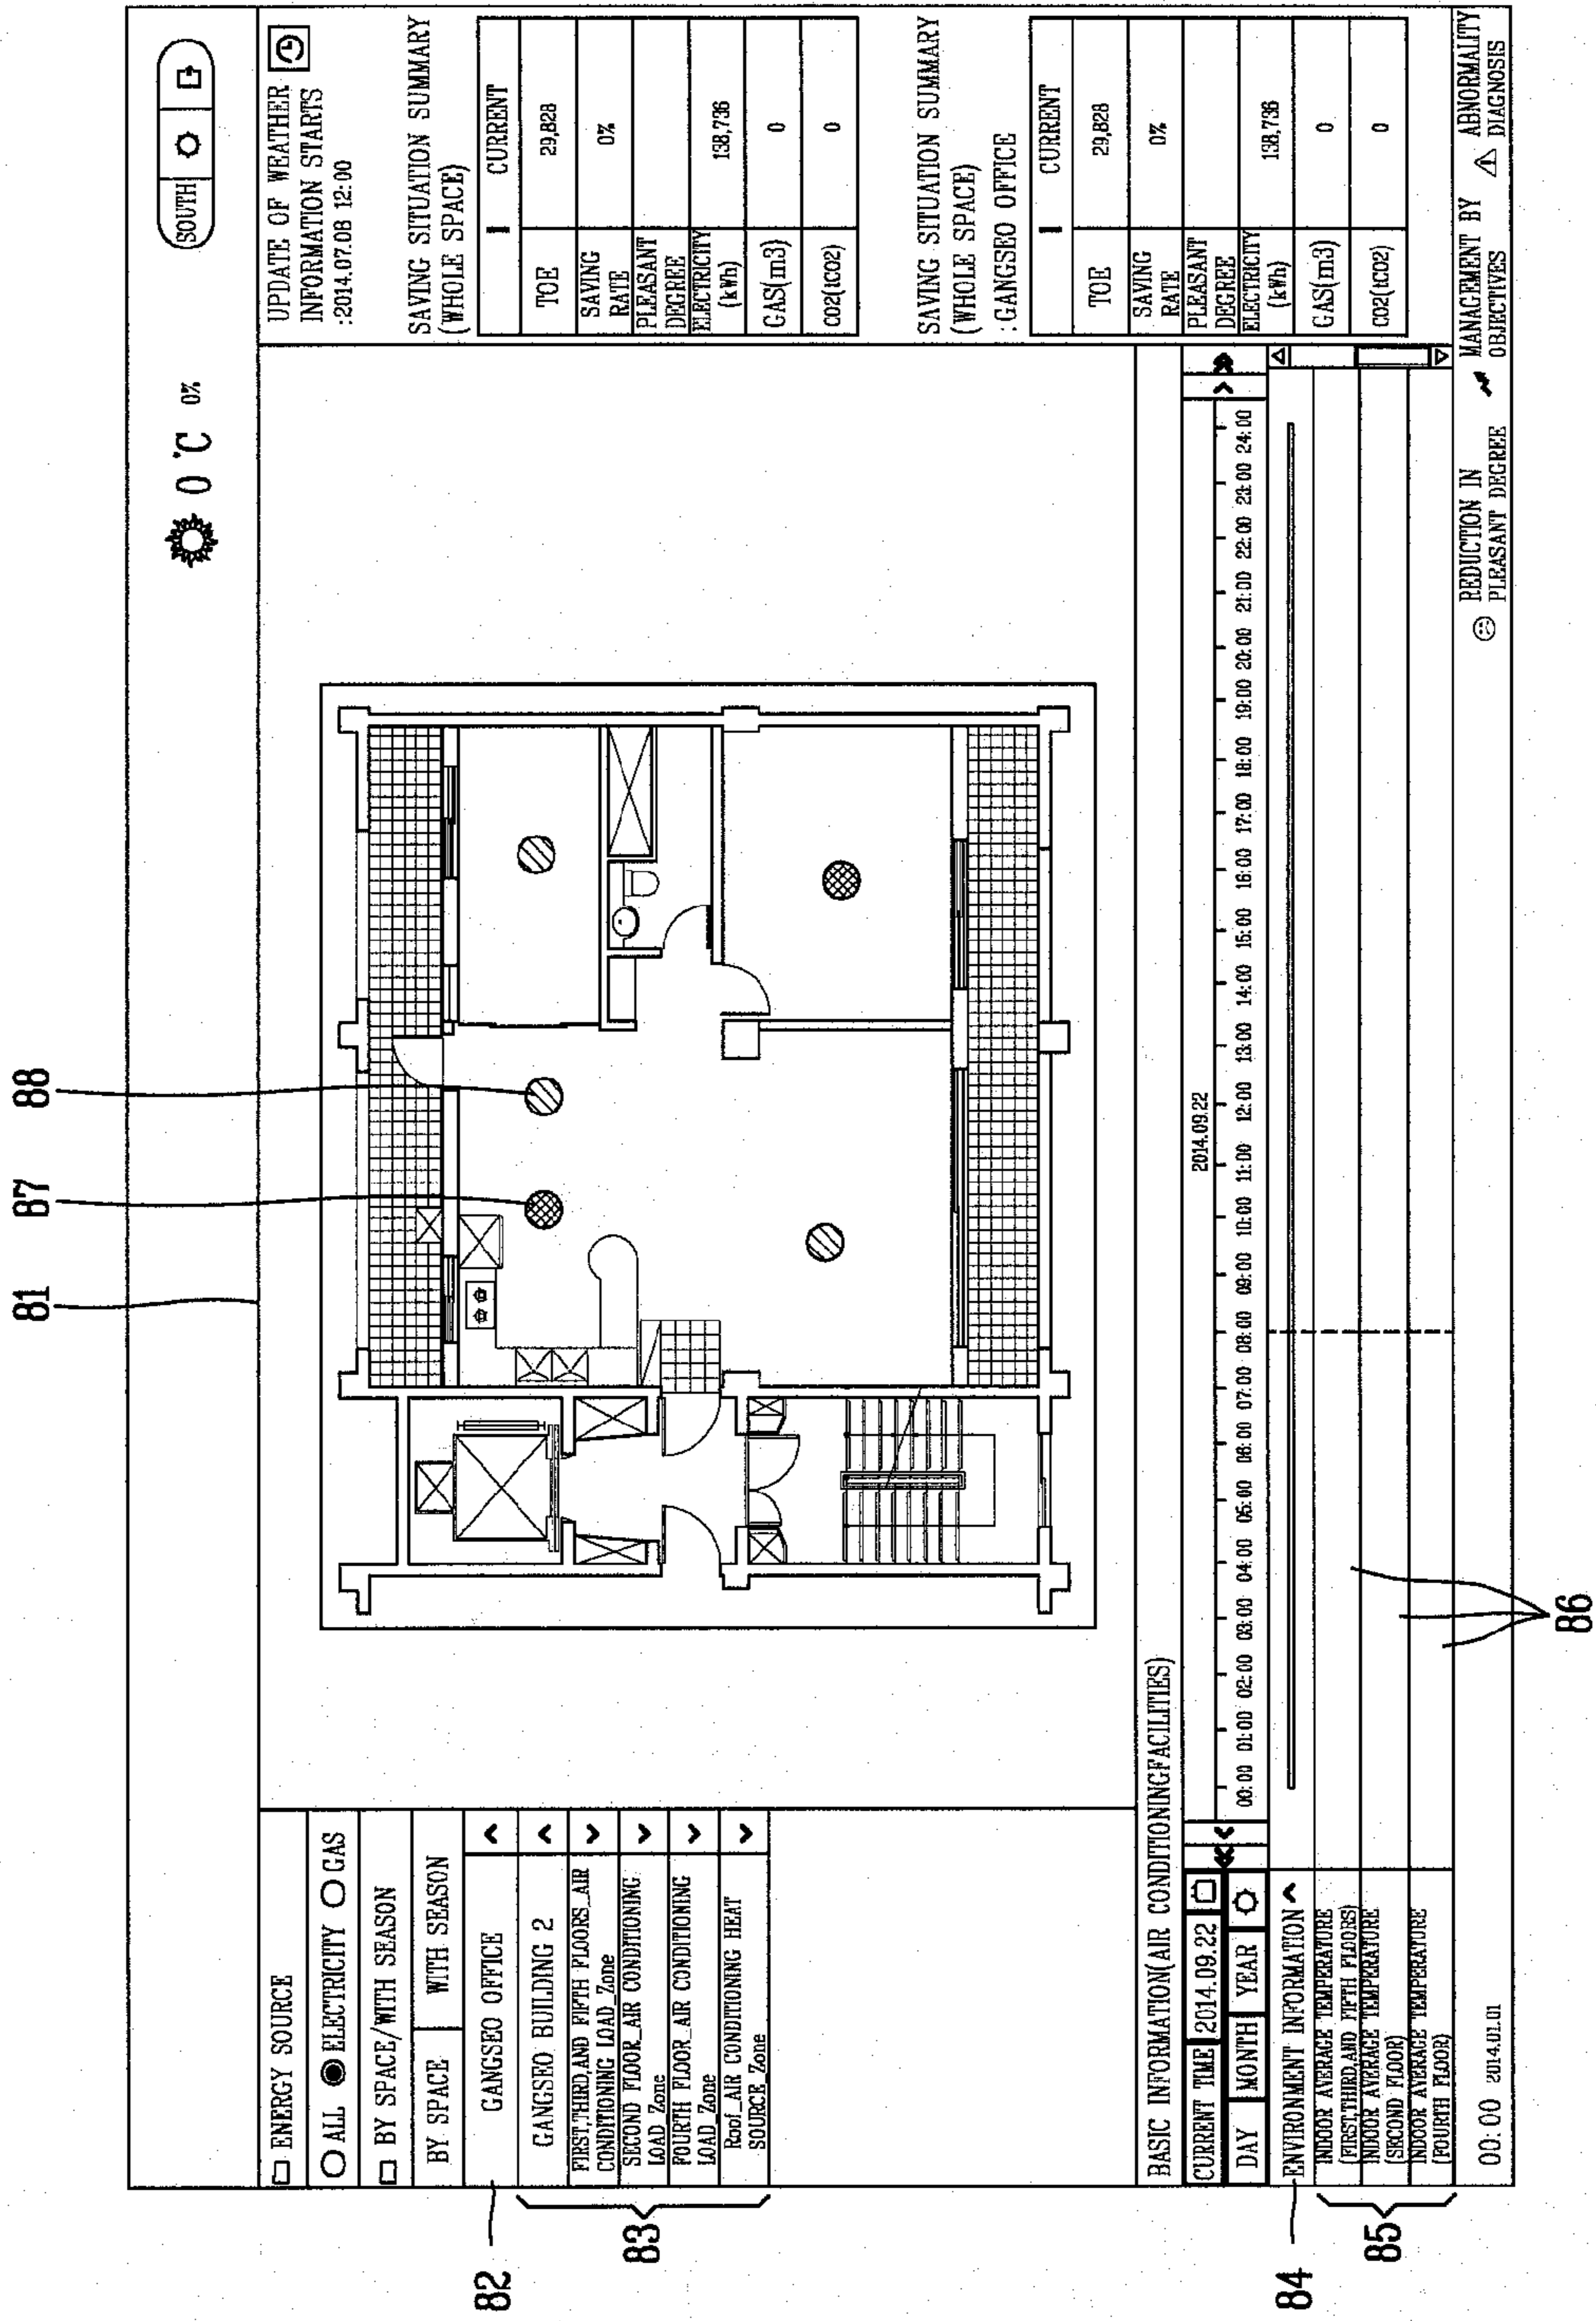 81
87
88
SOUTH
0 °C 0%
ENERGY SOURCE
ALL ELECTRICITY GAS
BY SPACE/WITH SEASON
BY SPACE WITH SEASON
82
GANGSEO OFFICE
83
GANGSEO BUILDING 2
FIRST,THIRD,AND FIFTH FLOORS_AIR
CONDITIONING LOAD_Zone
SECOND FLOOR_AIR CONDITIONING
LOAD_Zone
FOURTH FLOOR_AIR CONDITIONING
LOAD_Zone
Roof_AIR CONDITIONING HEAT
SOURCE_Zone
UPDATE OF WEATHER
INFORMATION STARTS
:2014.07.08 12:00
SAVING SITUATION SUMMARY
(WHOLE SPACE)
CURRENT
TOE 29,828
SAVING
RATE 0%
PLEASANT
DEGREE
ELECTRICITY
(kWh) 138,736
GAS(m3) 0
CO2(tCO2) 0
SAVING SITUATION SUMMARY
(WHOLE SPACE)
:GANGSEO OFFICE
CURRENT
TOE 29,828
SAVING
RATE 0%
PLEASANT
DEGREE
ELECTRICITY
(kWh) 138,736
GAS(m3) 0
CO2(tCO2) 0
BASIC INFORMATION(AIR CONDITIONINGFACILITIES)
CURRENT TIME 2014.09.22
2014.09.22
DAY MONTH YEAR
00:00 01:00 02:00 03:00 04:00 05:00 06:00 07:00 08:00 09:00 10:00 11:00 12:00 13:00 14:00 15:00 16:00 17:00 18:00 19:00 20:00 21:00 22:00 23:00 24:00
84
ENVIRONMENT INFORMATION
85
INDOOR AVERAGE TEMPERATURE
(FIRST,THIRD,AND FIFTH FLOORS)
INDOOR AVERAGE TEMPERATURE
(SECOND FLOOR)
INDOOR AVERAGE TEMPERATURE
(FOURTH FLOOR)
00:00 2014.01.01
REDUCTION IN
PLEASANT DEGREE
MANAGEMENT BY
OBJECTIVES
ABNORMALITY
DIAGNOSIS
86